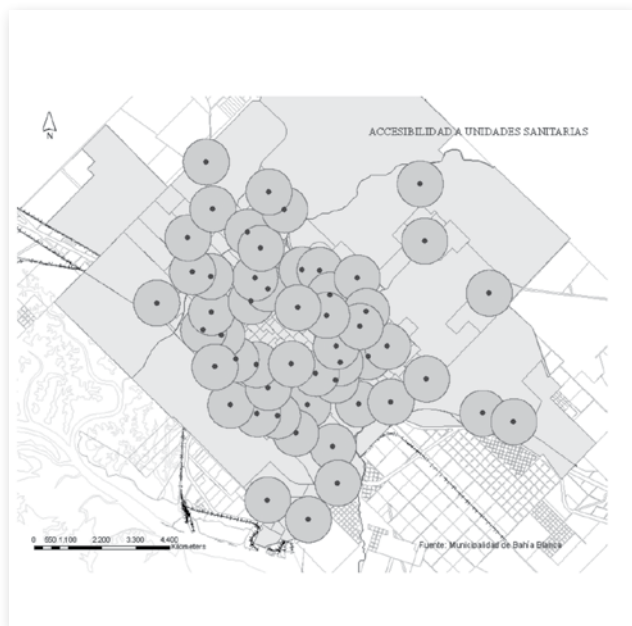 N
ACCESIBILIDAD A UNIDADES SANITARIAS
0 550 1.100 2.200 3.300 4.400
Kilometers
Fuente: Municipalidad de Bahía Blanca